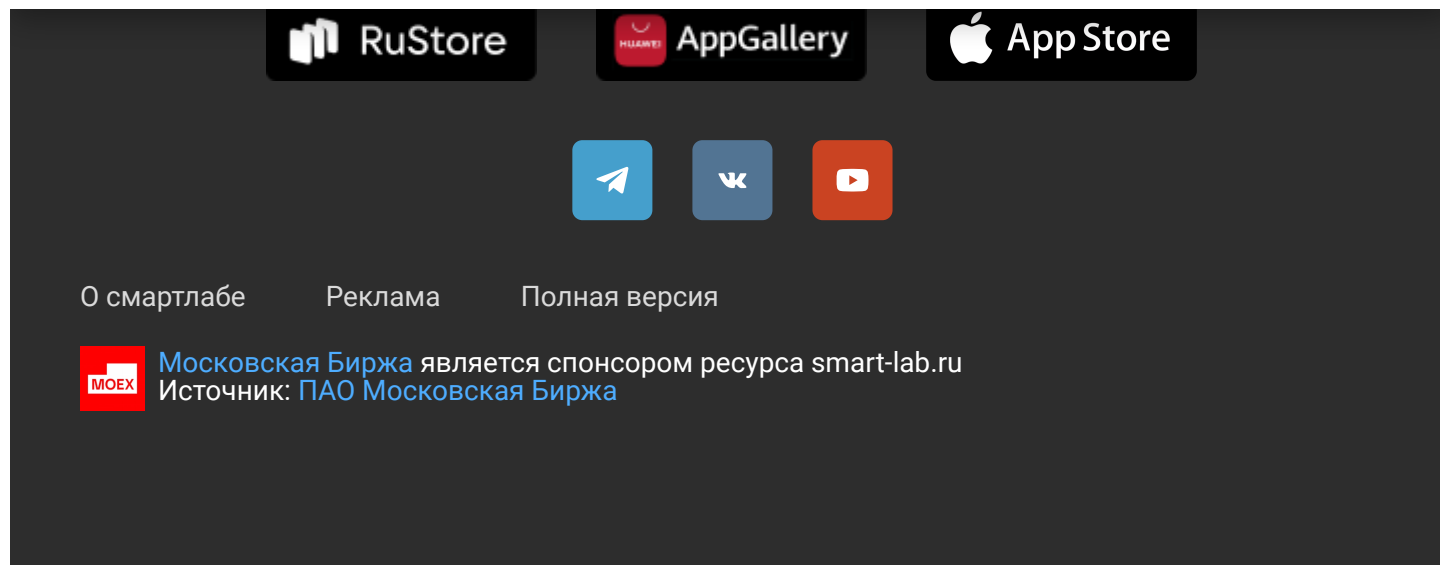 RuStore
HUAWEI AppGallery
App Store
О смартлабе Реклама Полная версия
MOEX Московская Биржа является спонсором ресурса smart-lab.ru
Источник: ПАО Московская Биржа